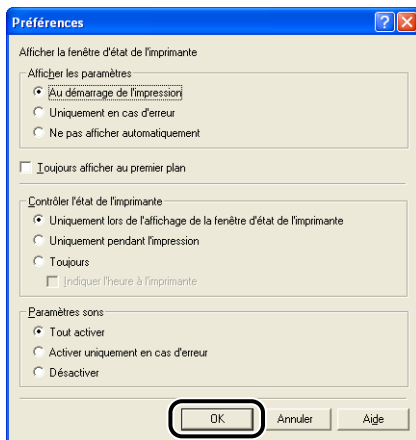 Préférences
Afficher la fenêtre d'état de l'imprimante
Afficher les paramètres
Au démarrage de l'impression
Uniquement en cas d'erreur
Ne pas afficher automatiquement
Toujours afficher au premier plan
Contrôler l'état de l'imprimante
Uniquement lors de l'affichage de la fenêtre d'état de l'imprimante
Uniquement pendant l'impression
Toujours
Indiquer l'heure à l'imprimante
Paramètres sons
Tout activer
Activer uniquement en cas d'erreur
Désactiver
OK Annuler Aide